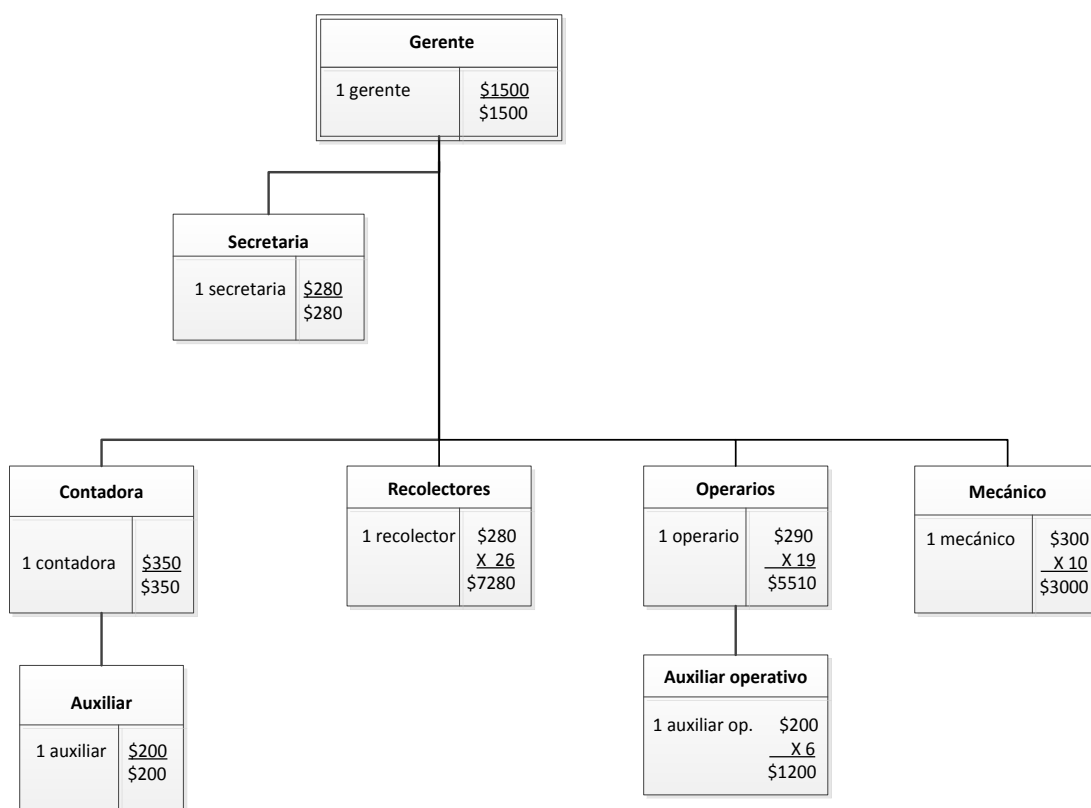 Gerente
1 gerente $1500
$1500
Secretaria
1 secretaria $280
$280
Contadora
1 contadora $350
$350
Recolectores
1 recolector $280
X 26
$7280
Operarios
1 operario $290
X 19
$5510
Mecánico
1 mecánico $300
X 10
$3000
Auxiliar
1 auxiliar $200
$200
Auxiliar operativo
1 auxiliar op. $200
X 6
$1200